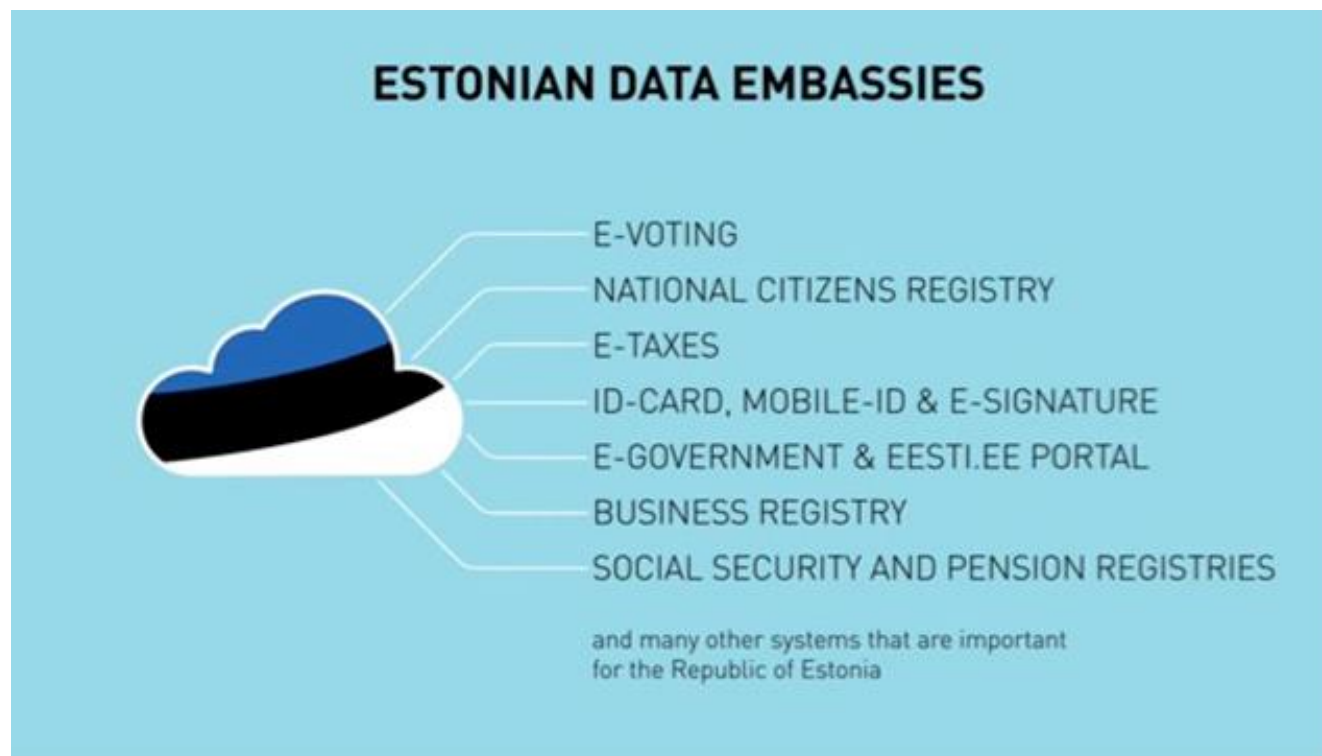 ESTONIAN DATA EMBASSIES
E-VOTING
NATIONAL CITIZENS REGISTRY
E-TAXES
ID-CARD, MOBILE-ID & E-SIGNATURE
E-GOVERNMENT & EESTI.EE PORTAL
BUSINESS REGISTRY
SOCIAL SECURITY AND PENSION REGISTRIES
and many other systems that are important
for the Republic of Estonia